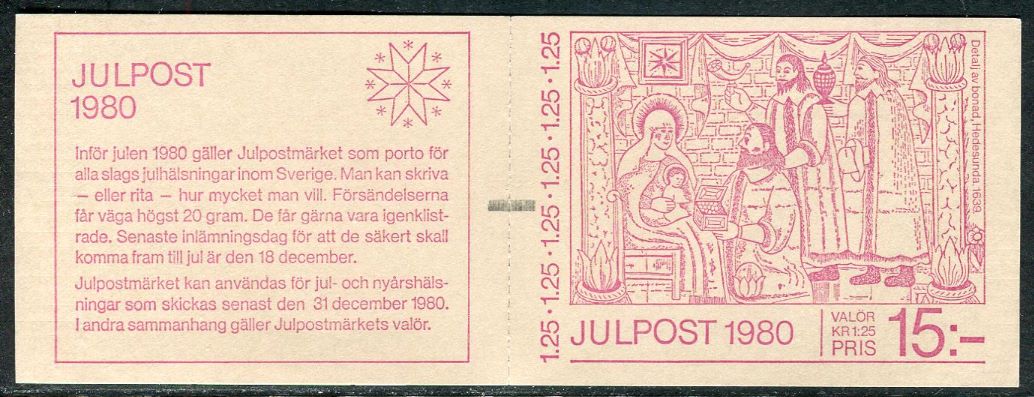 JULPOST
1980
Inför julen 1980 gäller Julpostmärket som porto för
alla slags julhälsningar inom Sverige. Man kan skriva
– eller rita – hur mycket man vill. Försändelserna
får väga högst 20 gram. De får gärna vara igenklist-
rade. Senaste inlämningsdag för att de säkert skall
komma fram till jul är den 18 december.
Julpostmärket kan användas för jul- och nyårshäls-
ningar som skickas senast den 31 december 1980.
I andra sammanhang gäller Julpostmärkets valör.
1.25 · 1.25 · 1.25 · 1.25 · 1.25 · 1.25
Detalj av bonad, Hedesunda 1839.
JULPOST 1980
VALÖR
KR 1:25
PRIS 15:-